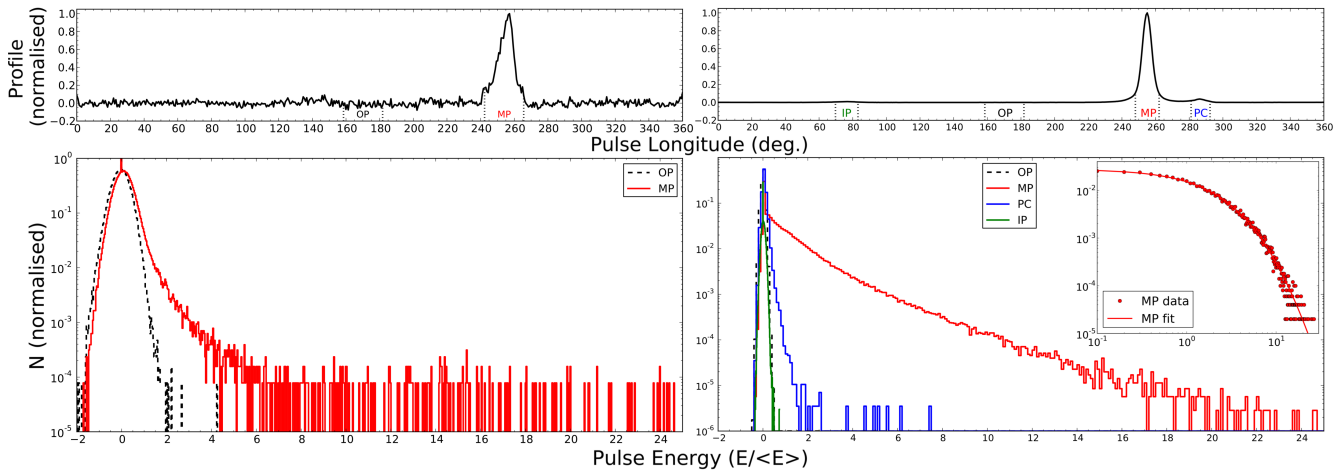 Profile
(normalised)
1.0
0.8
0.6
0.4
0.2
0.0
−0.2
OP
MP
0 20 40 60 80 100 120 140 160 180 200 220 240 260 280 300 320 340 360
1.0
0.8
0.6
0.4
0.2
0.0
−0.2
IP
OP
MP
PC
0 20 40 60 80 100 120 140 160 180 200 220 240 260 280 300 320 340 360
Pulse Longitude (deg.)
N (normalised)
10^0
10^-1
10^-2
10^-3
10^-4
10^-5
OP
MP
−2 0 2 4 6 8 10 12 14 16 18 20 22 24
10^-1
10^-2
10^-3
10^-4
10^-5
10^-6
OP
MP
PC
IP
10^-2
10^-3
10^-4
10^-5
MP data
MP fit
10^-1 10^0 10^1
−2 0 2 4 6 8 10 12 14 16 18 20 22 24
Pulse Energy (E/<E>)